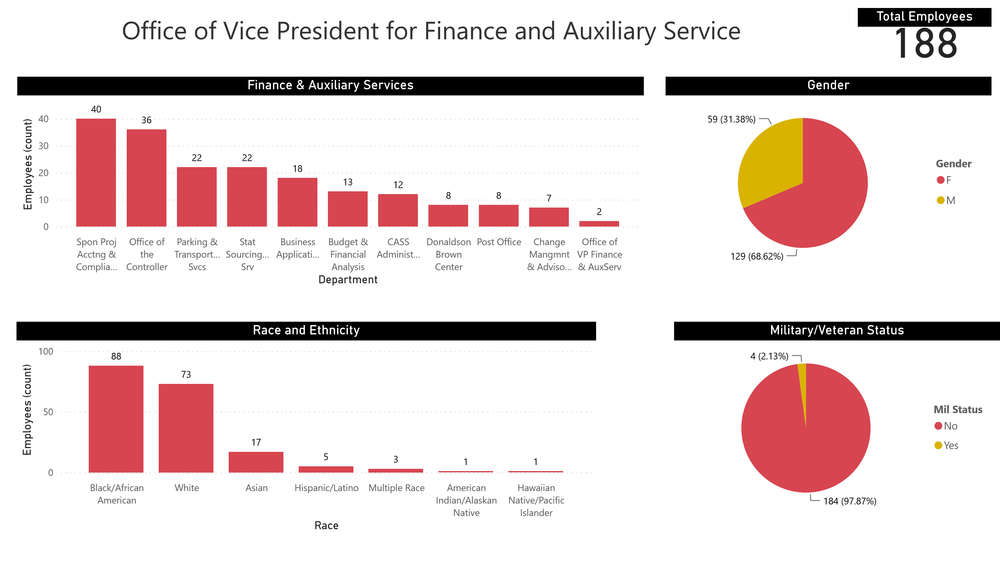 Office of Vice President for Finance and Auxiliary Service
Total Employees
188
Finance & Auxiliary Services
Employees (count)
40
30
20
10
0
40
36
22
22
18
13
12
8
8
7
2
Spon Proj
Acctng &
Complia...
Office of
the
Controller
Parking &
Transport...
Svcs
Stat
Sourcing...
Srv
Business
Applicati...
Budget &
Financial
Analysis
CASS
Administ...
Donaldson
Brown
Center
Post Office
Change
Mangmnt
& Adviso...
Office of
VP Finance
& AuxServ
Department
Gender
59 (31.38%)
129 (68.62%)
Gender
F
M
Race and Ethnicity
Employees (count)
100
50
0
88
73
17
5
3
1
1
Black/African
American
White
Asian
Hispanic/Latino
Multiple Race
American
Indian/Alaskan
Native
Hawaiian
Native/Pacific
Islander
Race
Military/Veteran Status
4 (2.13%)
184 (97.87%)
Mil Status
No
Yes